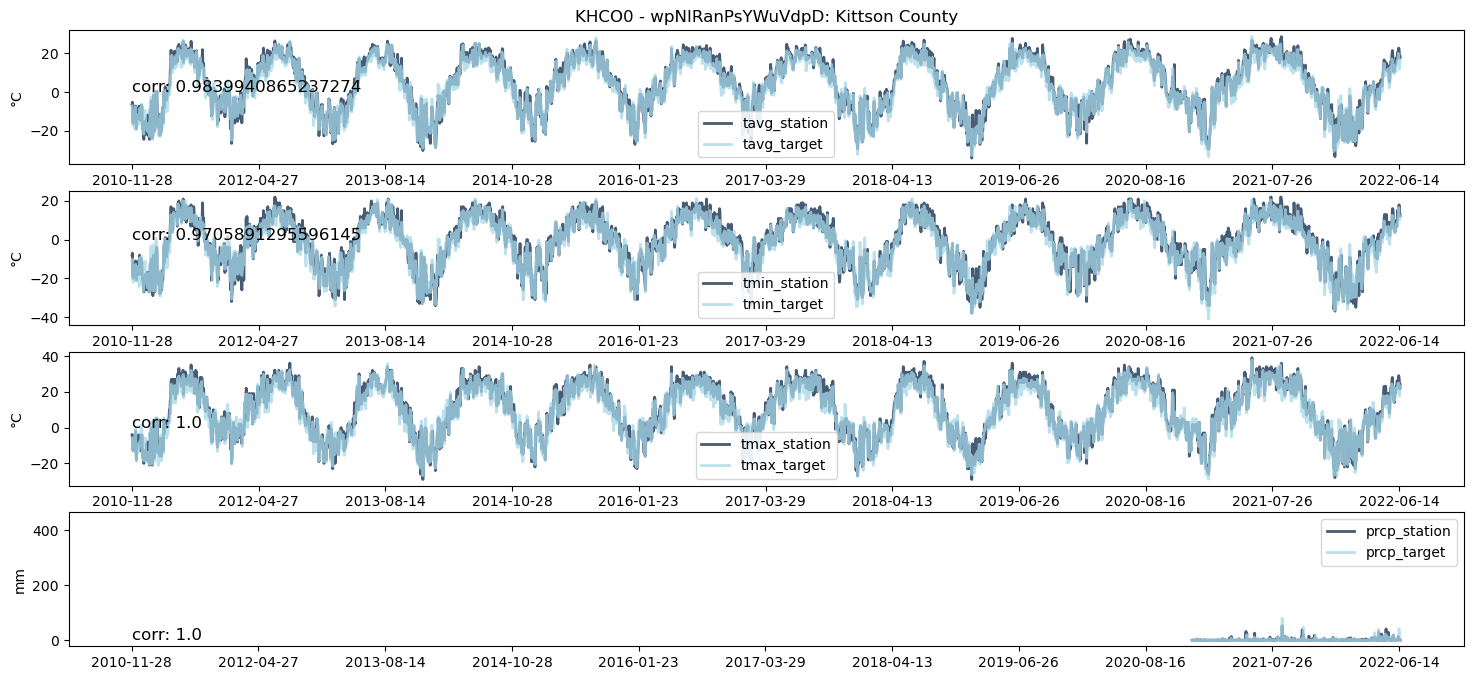 KHCO0 - wpNIRanPsYWuVdpD: Kittson County
20
0
−20
°C
corr: 0.9839940865237274
tavg_station
tavg_target
2010-11-28 2012-04-27 2013-08-14 2014-10-28 2016-01-23 2017-03-29 2018-04-13 2019-06-26 2020-08-16 2021-07-26 2022-06-14
20
0
−20
−40
°C
corr: 0.9705891295596145
tmin_station
tmin_target
2010-11-28 2012-04-27 2013-08-14 2014-10-28 2016-01-23 2017-03-29 2018-04-13 2019-06-26 2020-08-16 2021-07-26 2022-06-14
40
20
0
−20
°C
corr: 1.0
tmax_station
tmax_target
2010-11-28 2012-04-27 2013-08-14 2014-10-28 2016-01-23 2017-03-29 2018-04-13 2019-06-26 2020-08-16 2021-07-26 2022-06-14
400
200
0
mm
corr: 1.0
prcp_station
prcp_target
2010-11-28 2012-04-27 2013-08-14 2014-10-28 2016-01-23 2017-03-29 2018-04-13 2019-06-26 2020-08-16 2021-07-26 2022-06-14